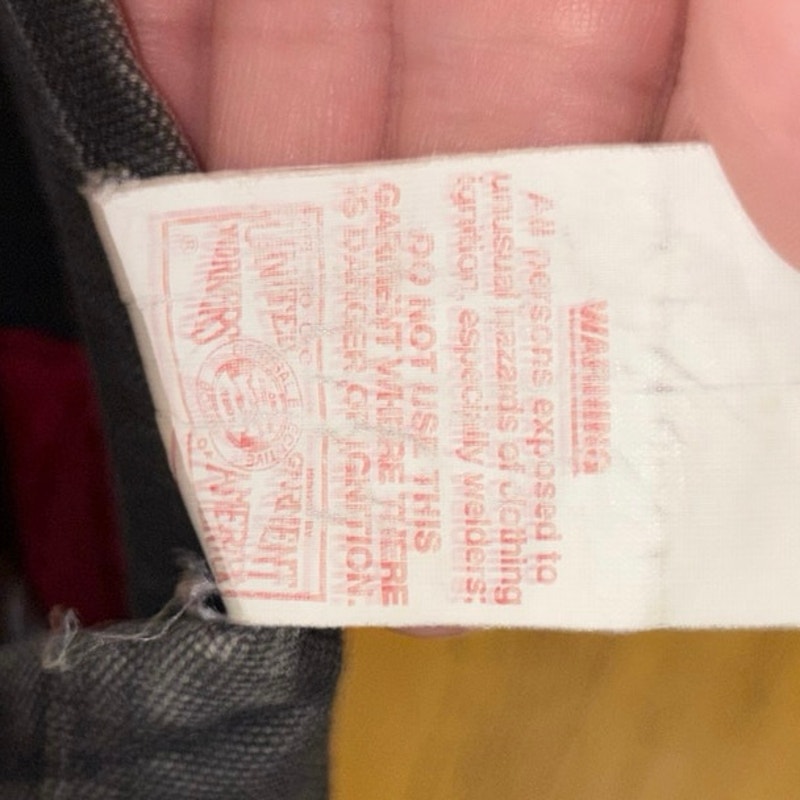 WARNING
All persons exposed to
unusual hazards of clothing
ignition, especially welders:
DO NOT USE THIS
GARMENT WHERE THERE
IS DANGER OF IGNITION.
UNITED GARMENT
WORKERS OF AMERICA
®